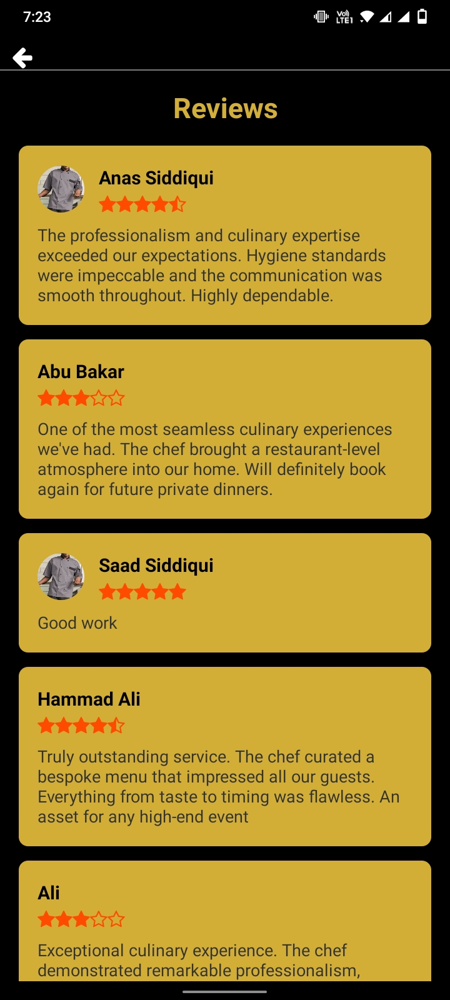 7:23
Vo)) LTE1
Reviews
Anas Siddiqui
The professionalism and culinary expertise
exceeded our expectations. Hygiene standards
were impeccable and the communication was
smooth throughout. Highly dependable.
Abu Bakar
One of the most seamless culinary experiences
we've had. The chef brought a restaurant-level
atmosphere into our home. Will definitely book
again for future private dinners.
Saad Siddiqui
Good work
Hammad Ali
Truly outstanding service. The chef curated a
bespoke menu that impressed all our guests.
Everything from taste to timing was flawless. An
asset for any high-end event
Ali
Exceptional culinary experience. The chef
demonstrated remarkable professionalism,